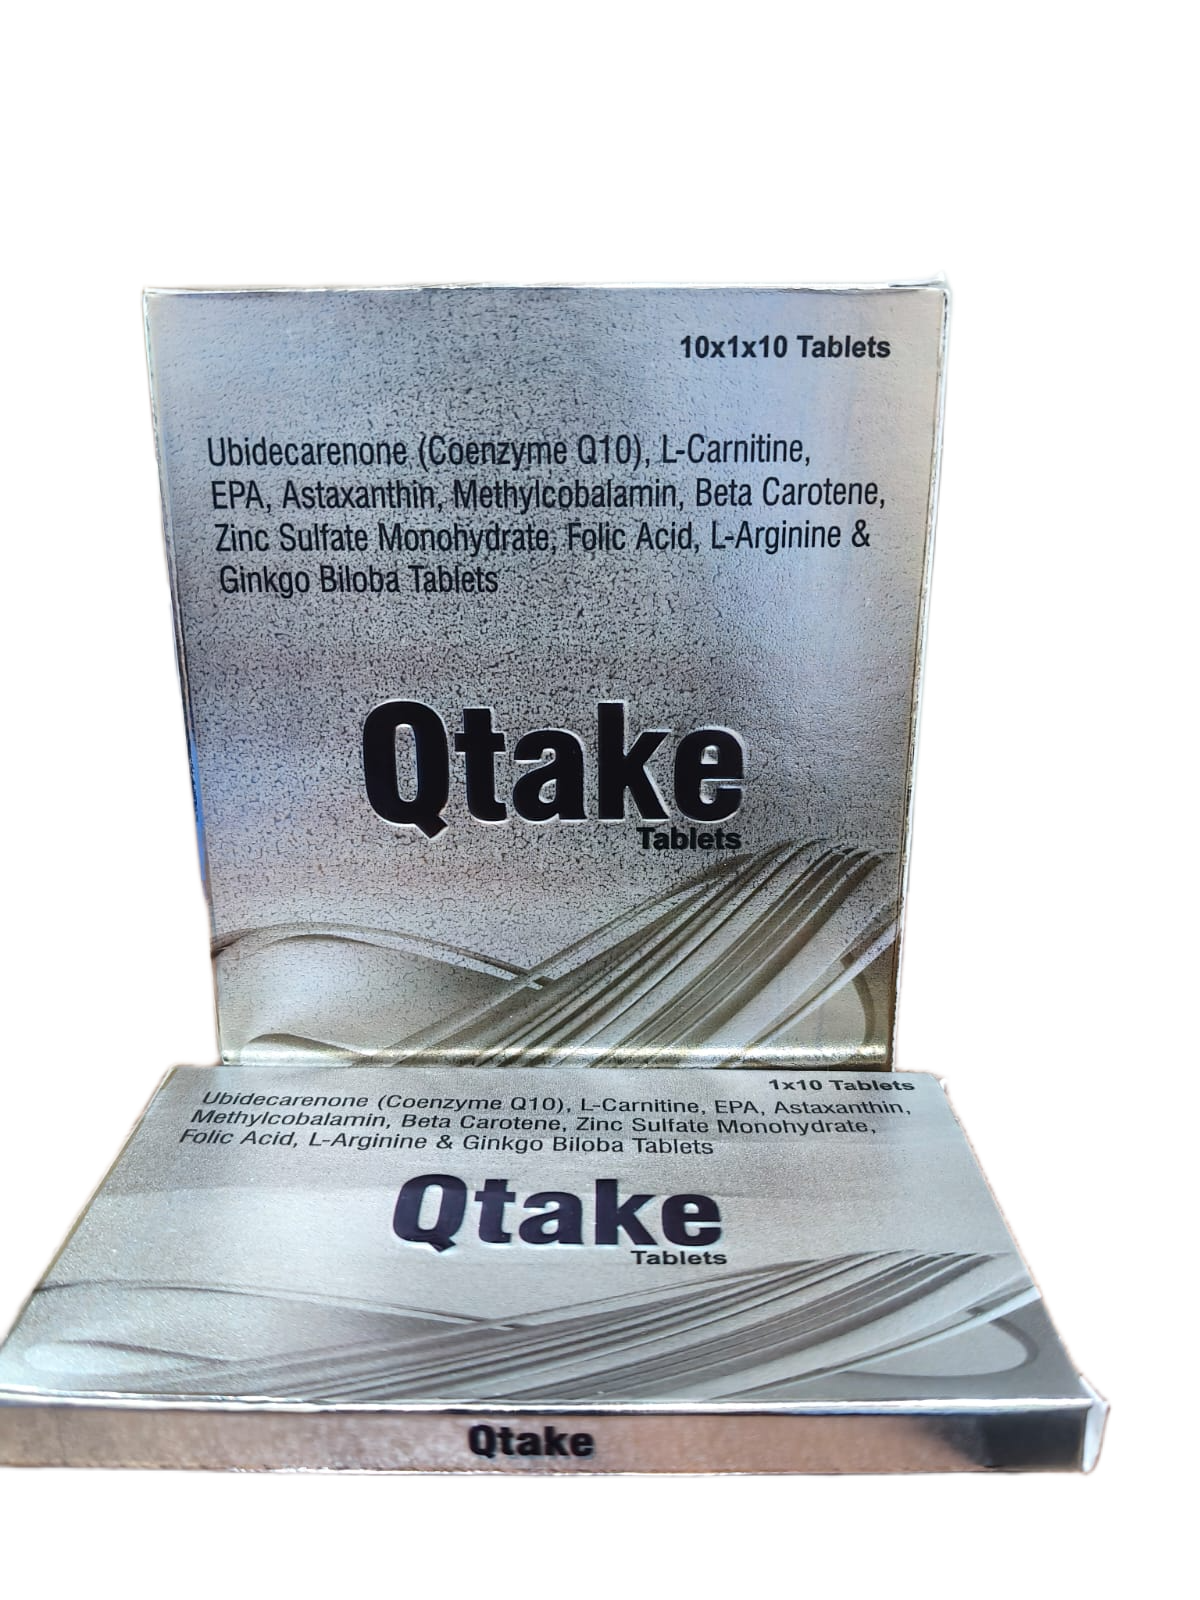 10x1x10 Tablets
Ubidecarenone (Coenzyme Q10), L-Carnitine,
EPA, Astaxanthin, Methylcobalamin, Beta Carotene,
Zinc Sulfate Monohydrate, Folic Acid, L-Arginine &
Ginkgo Biloba Tablets
Qtake
Tablets
1x10 Tablets
Ubidecarenone (Coenzyme Q10), L-Carnitine, EPA, Astaxanthin,
Methylcobalamin, Beta Carotene, Zinc Sulfate Monohydrate,
Folic Acid, L-Arginine & Ginkgo Biloba Tablets
Qtake
Tablets
Qtake